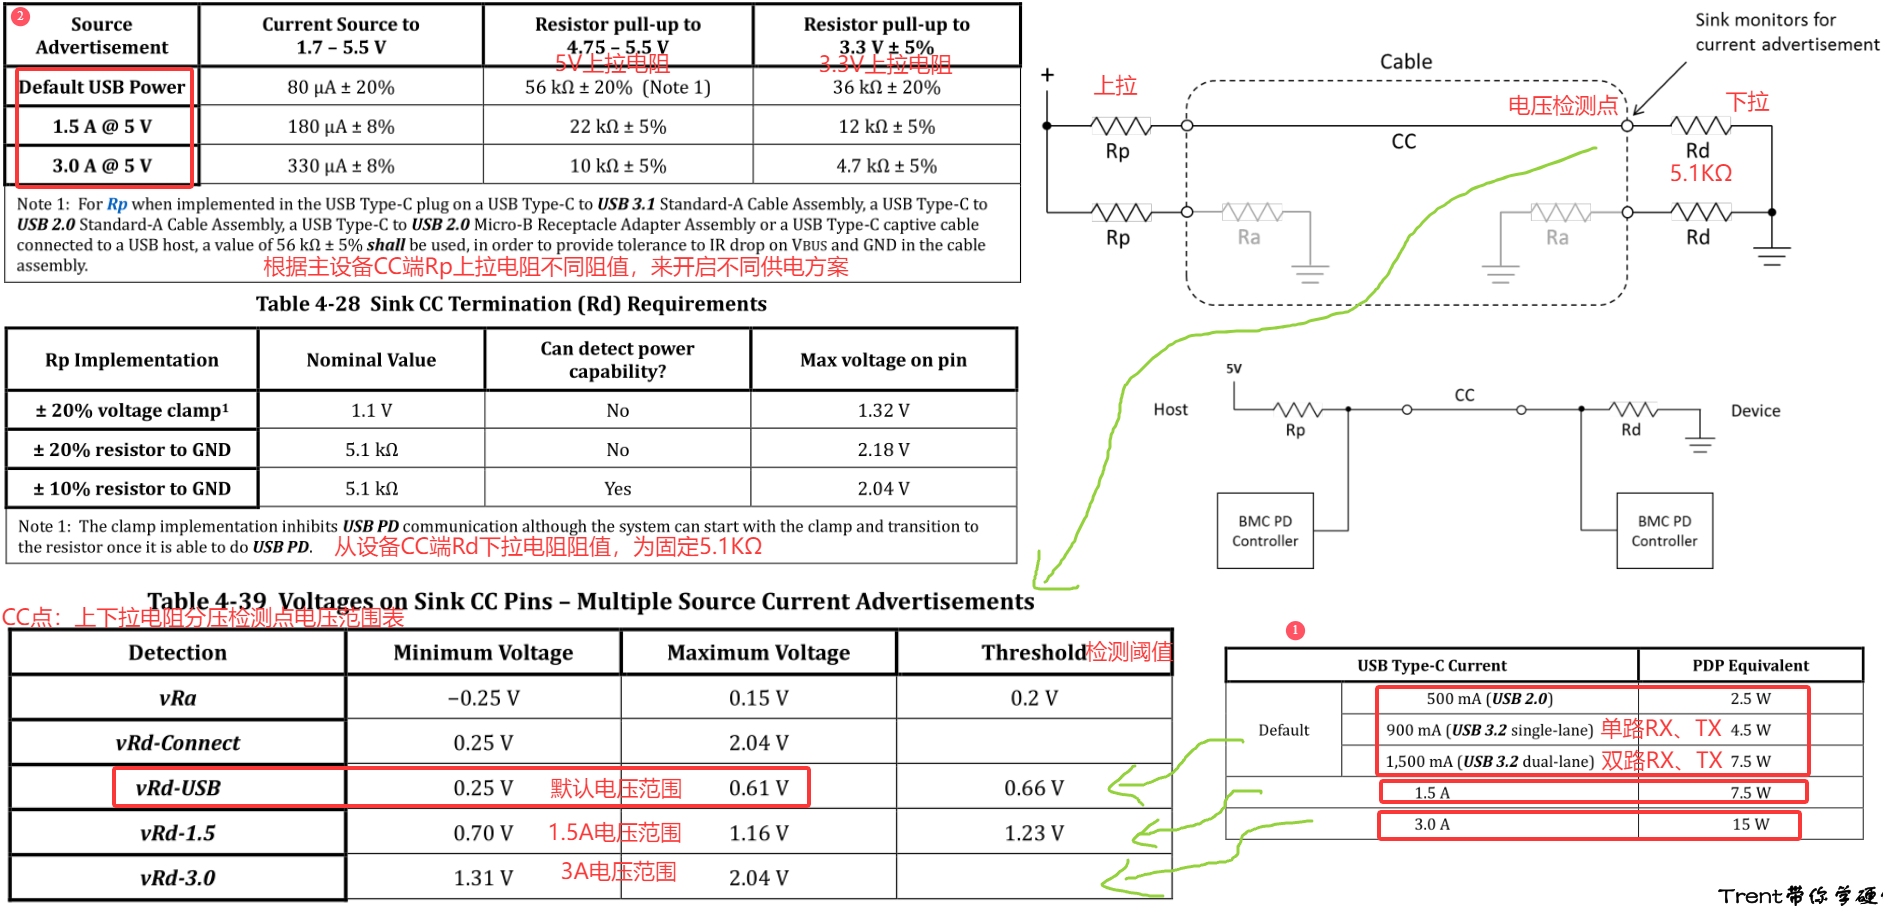 ②
Source Advertisement
Current Source to 1.7 – 5.5 V
Resistor pull-up to 4.75 – 5.5 V
5V上拉电阻
Resistor pull-up to 3.3 V ± 5%
3.3V上拉电阻
Default USB Power
80 μA ± 20%
56 kΩ ± 20% (Note 1)
36 kΩ ± 20%
1.5 A @ 5 V
180 μA ± 8%
22 kΩ ± 5%
12 kΩ ± 5%
3.0 A @ 5 V
330 μA ± 8%
10 kΩ ± 5%
4.7 kΩ ± 5%
Note 1: For Rp when implemented in the USB Type-C plug on a USB Type-C to USB 3.1 Standard-A Cable Assembly, a USB Type-C to
USB 2.0 Standard-A Cable Assembly, a USB Type-C to USB 2.0 Micro-B Receptacle Adapter Assembly or a USB Type-C captive cable
connected to a USB host, a value of 56 kΩ ± 5% shall be used, in order to provide tolerance to IR drop on VBUS and GND in the cable
assembly.
根据主设备CC端Rp上拉电阻不同阻值，来开启不同供电方案
Table 4-28 Sink CC Termination (Rd) Requirements
Rp Implementation
Nominal Value
Can detect power capability?
Max voltage on pin
± 20% voltage clamp¹
1.1 V
No
1.32 V
± 20% resistor to GND
5.1 kΩ
No
2.18 V
± 10% resistor to GND
5.1 kΩ
Yes
2.04 V
Note 1: The clamp implementation inhibits USB PD communication although the system can start with the clamp and transition to
the resistor once it is able to do USB PD.
从设备CC端Rd下拉电阻阻值，为固定5.1KΩ
Table 4-39 Voltages on Sink CC Pins – Multiple Source Current Advertisements
CC点：上下拉电阻分压检测点电压范围表
Detection
Minimum Voltage
Maximum Voltage
Threshold
检测阈值
vRa
−0.25 V
0.15 V
0.2 V
vRd-Connect
0.25 V
2.04 V
vRd-USB
0.25 V
默认电压范围
0.61 V
0.66 V
vRd-1.5
0.70 V
1.5A电压范围
1.16 V
1.23 V
vRd-3.0
1.31 V
3A电压范围
2.04 V
Sink monitors for
current advertisement
Cable
+
上拉
电压检测点
下拉
Rp
CC
Rd
5.1KΩ
Rp
Ra
Ra
Rd
5V
Host
CC
Device
Rp
Rd
BMC PD
Controller
BMC PD
Controller
①
USB Type-C Current
PDP Equivalent
Default
500 mA (USB 2.0)
2.5 W
900 mA (USB 3.2 single-lane)
单路RX、TX
4.5 W
1,500 mA (USB 3.2 dual-lane)
双路RX、TX
7.5 W
1.5 A
7.5 W
3.0 A
15 W
Trent带你学硬